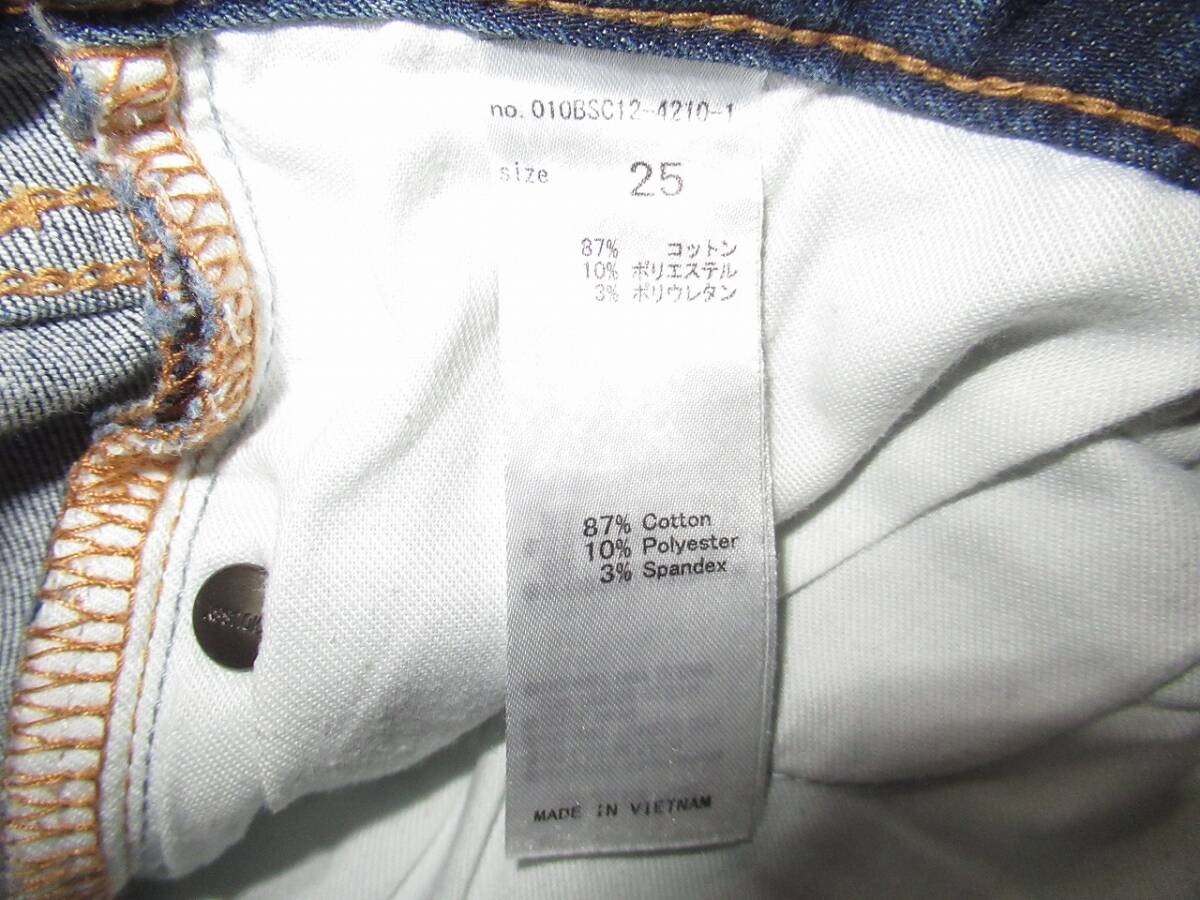 no. 010BSC12-4210-1
size 25
87% コットン
10% ポリエステル
3% ポリウレタン
87% Cotton
10% Polyester
3% Spandex
MADE IN VIETNAM